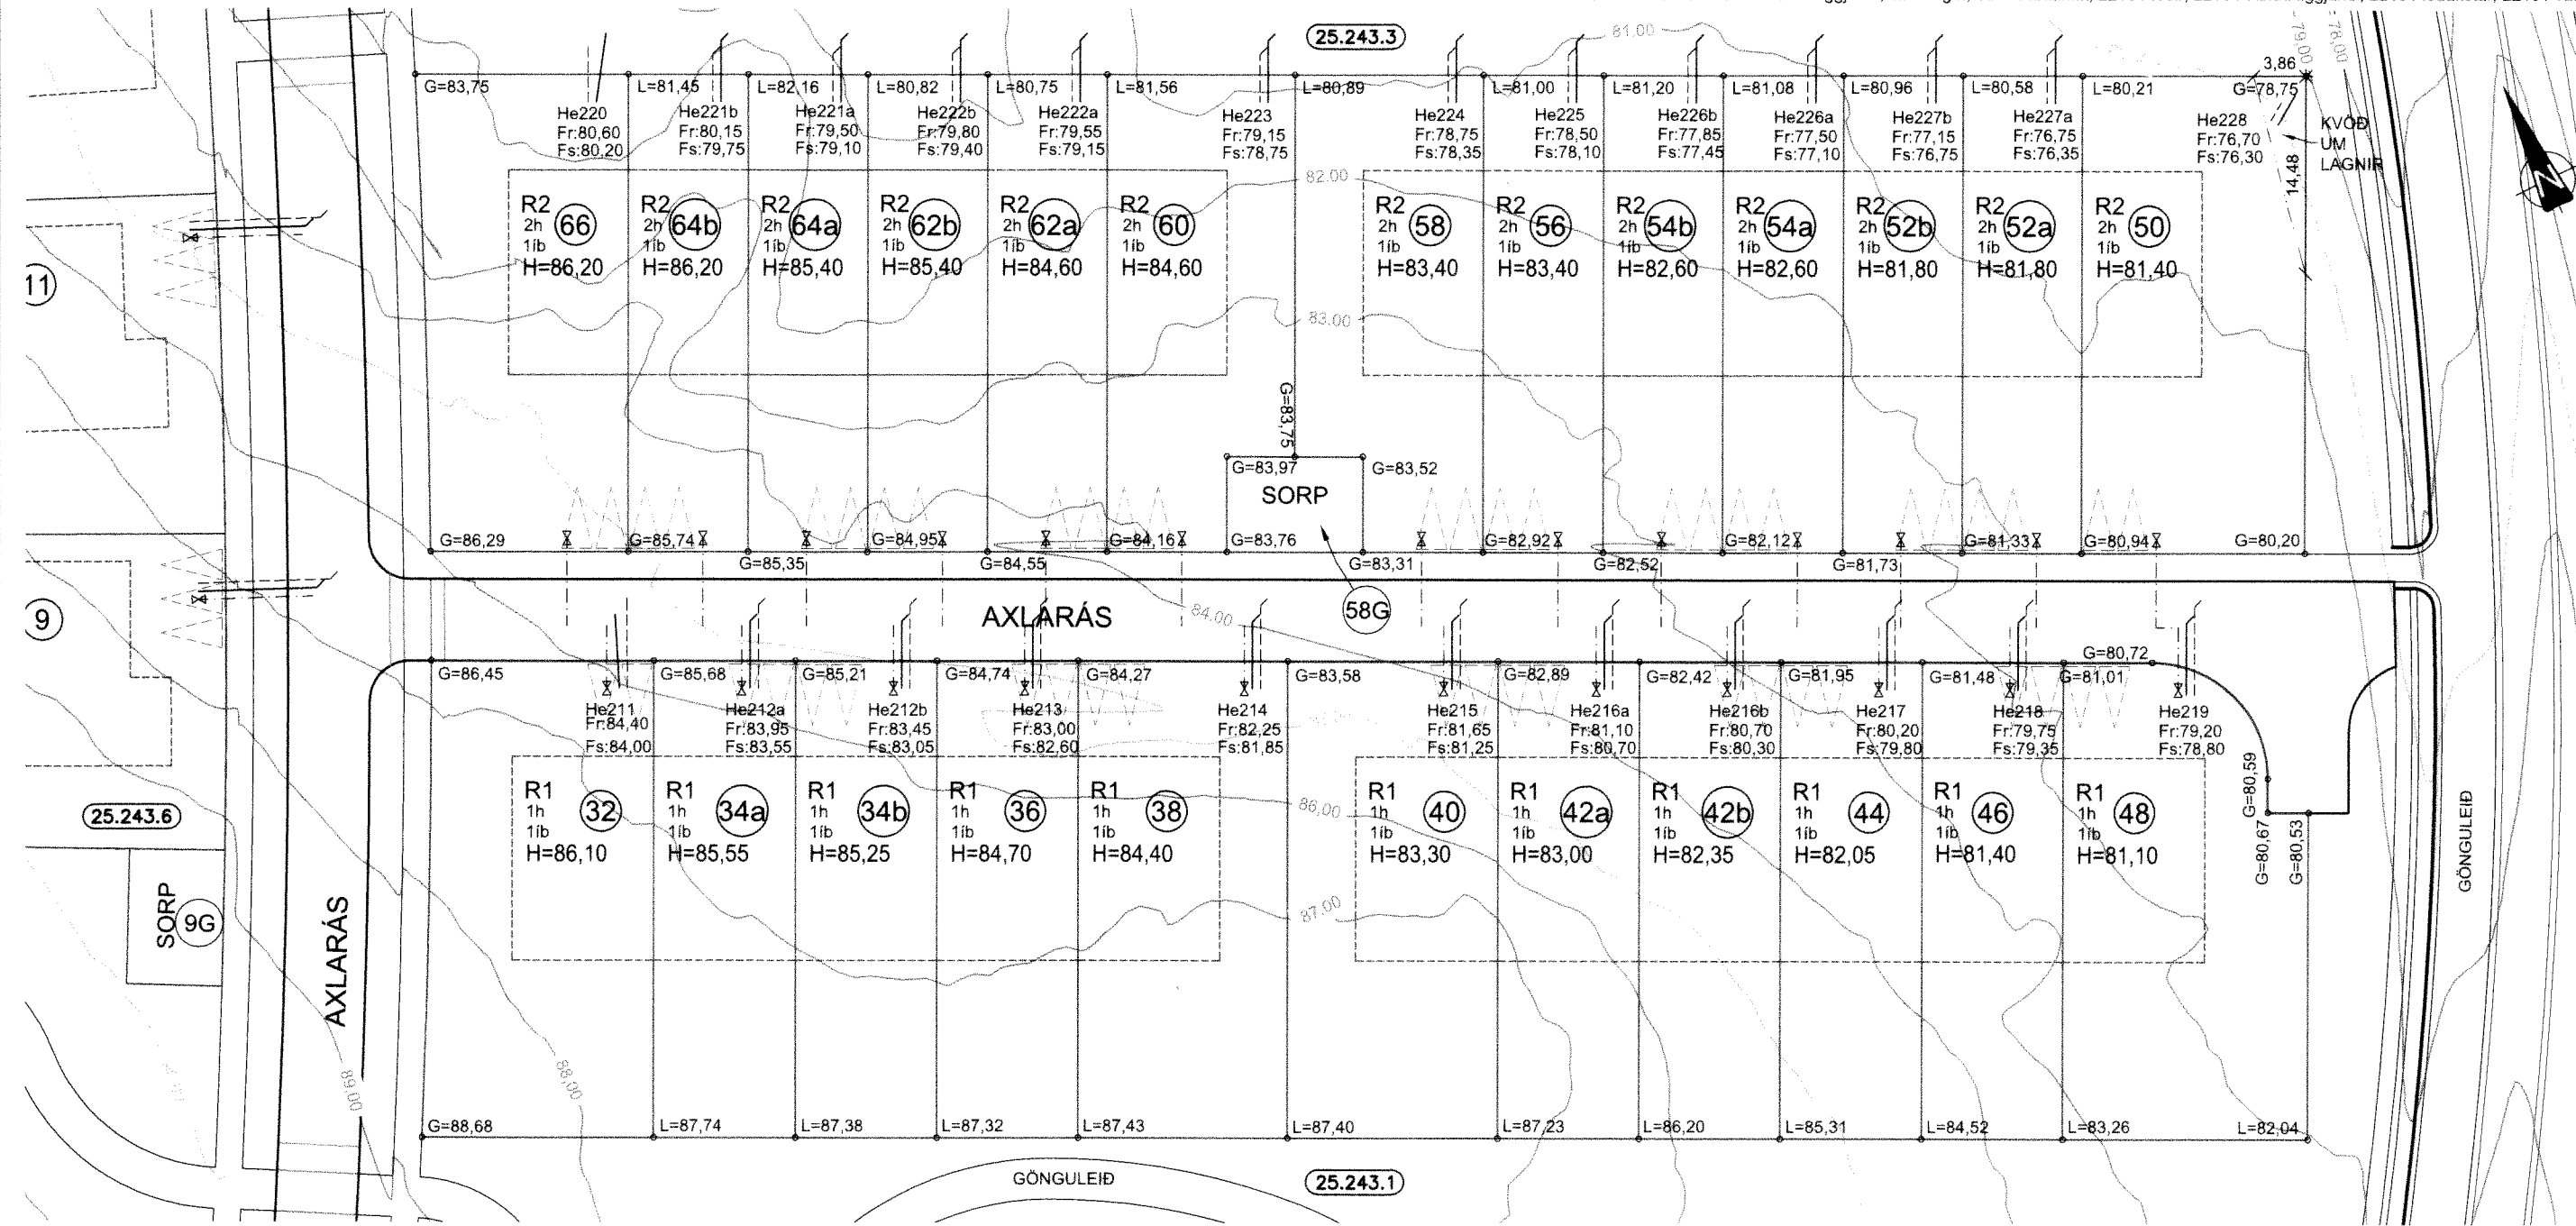 25.243.3
81.00
79,00
78,00
3,86
G=83,75
L=81,45
L=82,16
L=80,82
L=80,75
L=81,56
L=80,89
L=81,00
L=81,20
L=81,08
L=80,96
L=80,58
L=80,21
G=78,75
He220
Fr:80,60
Fs:80,20
He221b
Fr:80,15
Fs:79,75
He221a
Fr:79,50
Fs:79,10
He222b
Fr:79,80
Fs:79,40
He222a
Fr:79,55
Fs:79,15
He223
Fr:79,15
Fs:78,75
He224
Fr:78,75
Fs:78,35
He225
Fr:78,50
Fs:78,10
He226b
Fr:77,85
Fs:77,45
He226a
Fr:77,50
Fs:77,10
He227b
Fr:77,15
Fs:76,75
He227a
Fr:76,75
Fs:76,35
He228
Fr:76,70
Fs:76,30
KVÖÐ
UM
LAGNIR
14,48
N
82.00
R2
2h
1íb
66
H=86,20
R2
2h
1íb
64b
H=86,20
R2
2h
1íb
64a
H=85,40
R2
2h
1íb
62b
H=85,40
R2
2h
1íb
62a
H=84,60
R2
2h
1íb
60
H=84,60
R2
2h
1íb
58
H=83,40
R2
2h
1íb
56
H=83,40
R2
2h
1íb
54b
H=82,60
R2
2h
1íb
54a
H=82,60
R2
2h
1íb
52b
H=81,80
R2
2h
1íb
52a
H=81,80
R2
2h
1íb
50
H=81,40
11
83.00
G=83,75
G=83,97
G=83,52
SORP
G=86,29
G=85,74
G=84,95
G=84,16
G=83,76
G=82,92
G=82,12
G=81,33
G=80,94
G=80,20
G=85,35
G=84,55
G=83,31
G=82,52
G=81,73
9
AXLARÁS
84.00
58G
G=86,45
G=85,68
G=85,21
G=84,74
G=84,27
G=83,58
G=82,89
G=82,42
G=81,95
G=81,48
G=81,01
G=80,72
He211
Fr:84,40
Fs:84,00
He212a
Fr:83,95
Fs:83,55
He212b
Fr:83,45
Fs:83,05
He213
Fr:83,00
Fs:82,60
He214
Fr:82,25
Fs:81,85
He215
Fr:81,65
Fs:81,25
He216a
Fr:81,10
Fs:80,70
He216b
Fr:80,70
Fs:80,30
He217
Fr:80,20
Fs:79,80
He218
Fr:79,75
Fs:79,35
He219
Fr:79,20
Fs:78,80
G=80,59
G=80,67
G=80,53
GÖNGULEIÐ
25.243.6
R1
1h
1íb
32
H=86,10
R1
1h
1íb
34a
H=85,55
R1
1h
1íb
34b
H=85,25
R1
1h
1íb
36
H=84,70
R1
1h
1íb
38
H=84,40
86,00
R1
1h
1íb
40
H=83,30
R1
1h
1íb
42a
H=83,00
R1
1h
1íb
42b
H=82,35
R1
1h
1íb
44
H=82,05
R1
1h
1íb
46
H=81,40
R1
1h
1íb
48
H=81,10
SORP
9G
AXLARÁS
87.00
89.00
88,00
G=88,68
L=87,74
L=87,38
L=87,32
L=87,43
L=87,40
L=87,23
L=86,20
L=85,31
L=84,52
L=83,26
L=82,04
GÖNGULEIÐ
25.243.1